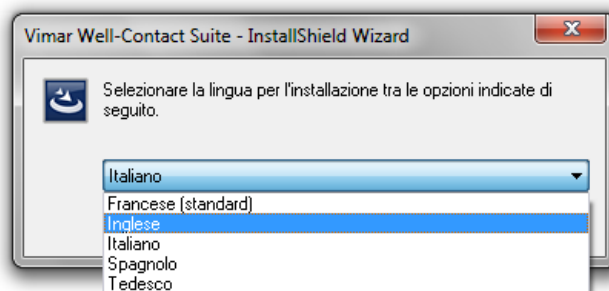 Vimar Well-Contact Suite - InstallShield Wizard
Selezionare la lingua per l'installazione tra le opzioni indicate di
seguito.
Italiano
Francese (standard)
Inglese
Italiano
Spagnolo
Tedesco